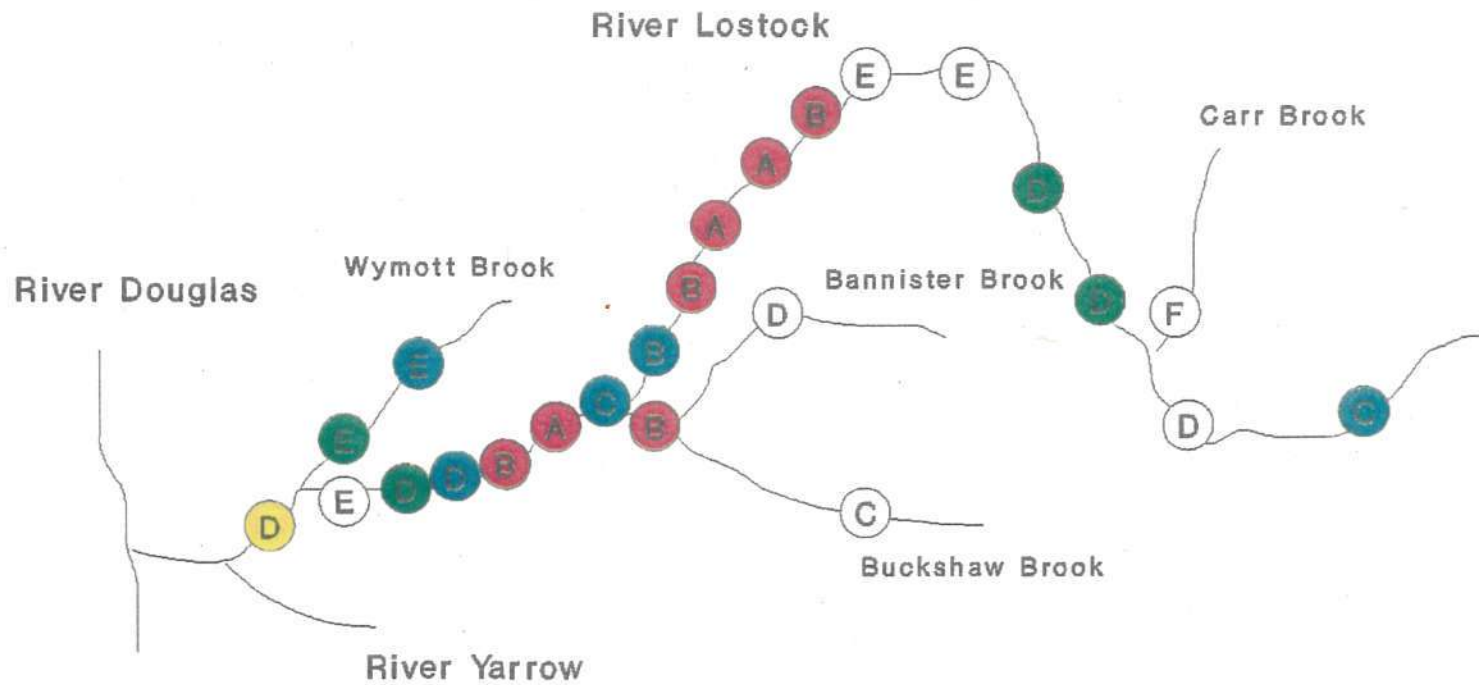 River Lostock
E E
B
Carr Brook
A
D
A
Wymott Brook
B
Bannister Brook
River Douglas
D
D
F
B
E
C
B
C
A
D
E
B
D
D
E
C
D
Buckshaw Brook
River Yarrow